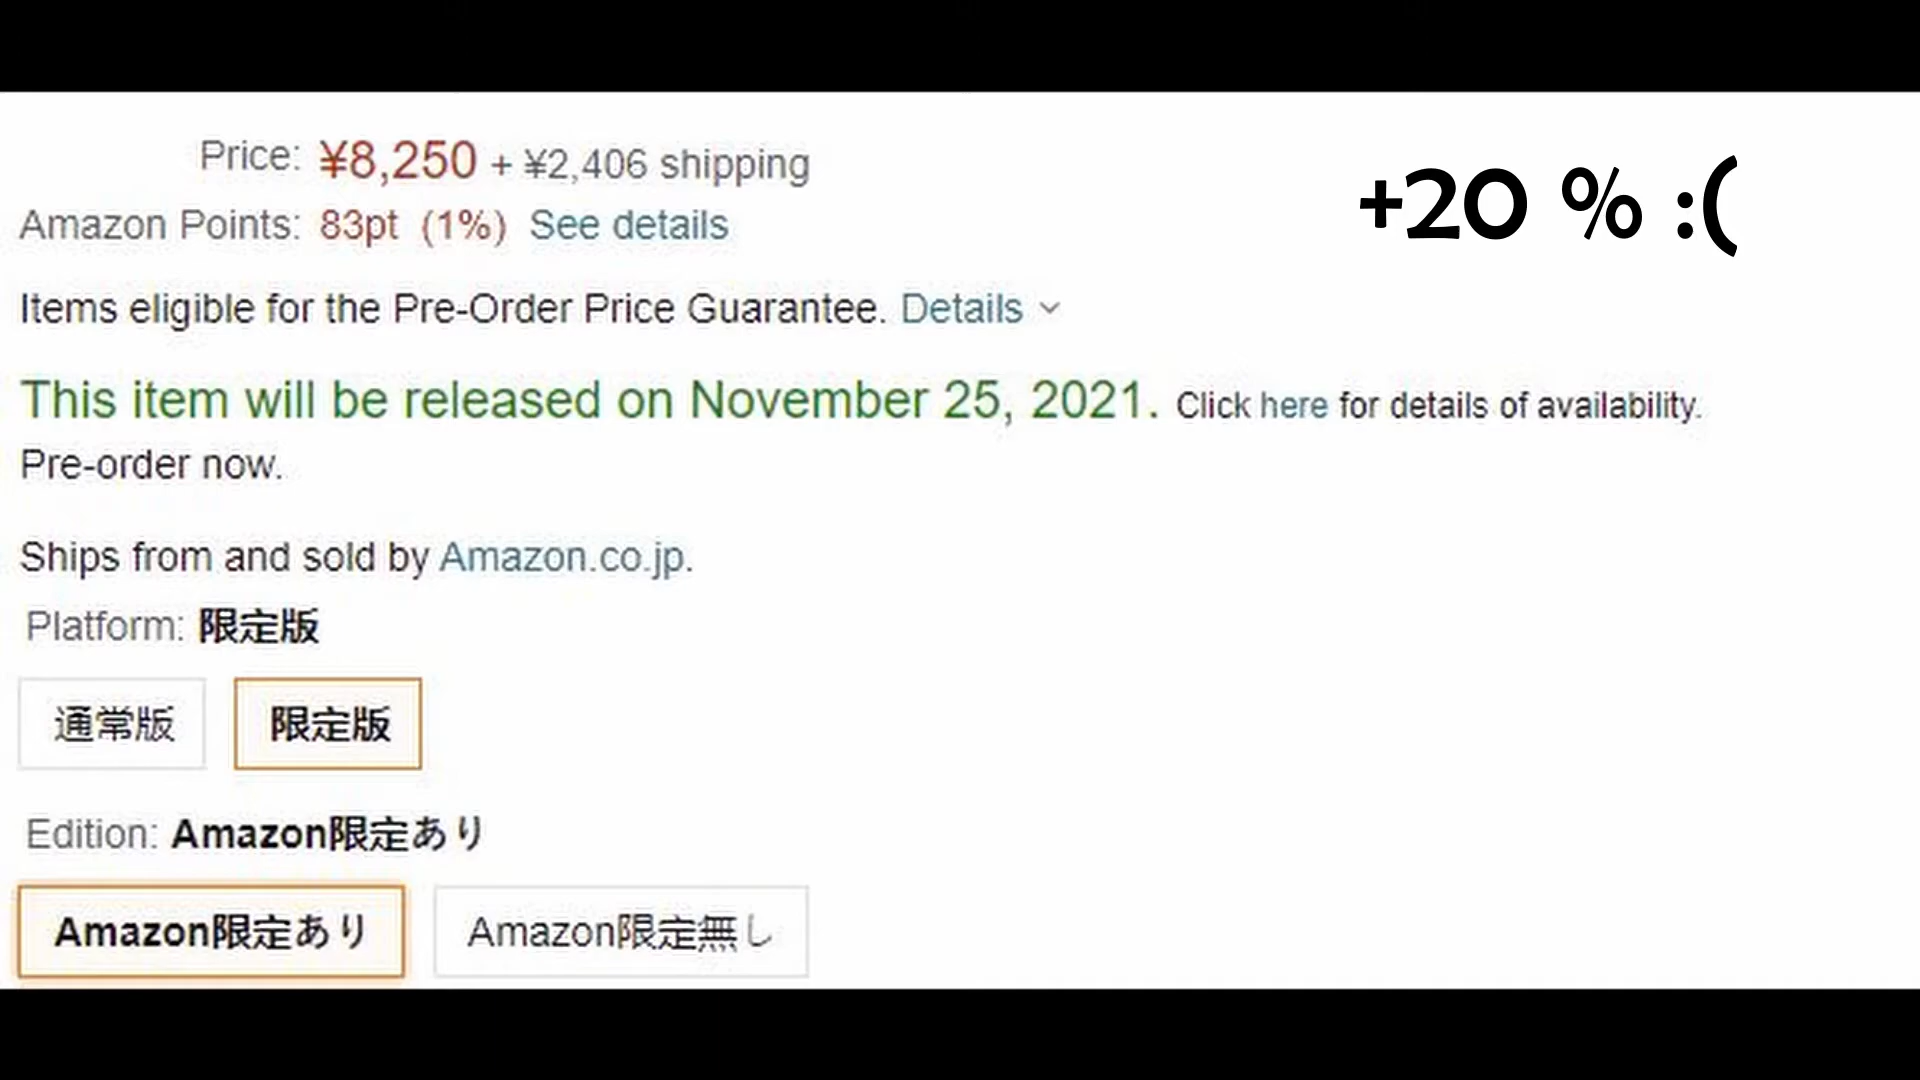 Price: ¥8,250 + ¥2,406 shipping
+20 % :(
Amazon Points: 83pt (1%) See details
Items eligible for the Pre-Order Price Guarantee. Details
This item will be released on November 25, 2021. Click here for details of availability.
Pre-order now.
Ships from and sold by Amazon.co.jp.
Platform: 限定版
通常版 限定版
Edition: Amazon限定あり
Amazon限定あり Amazon限定無し